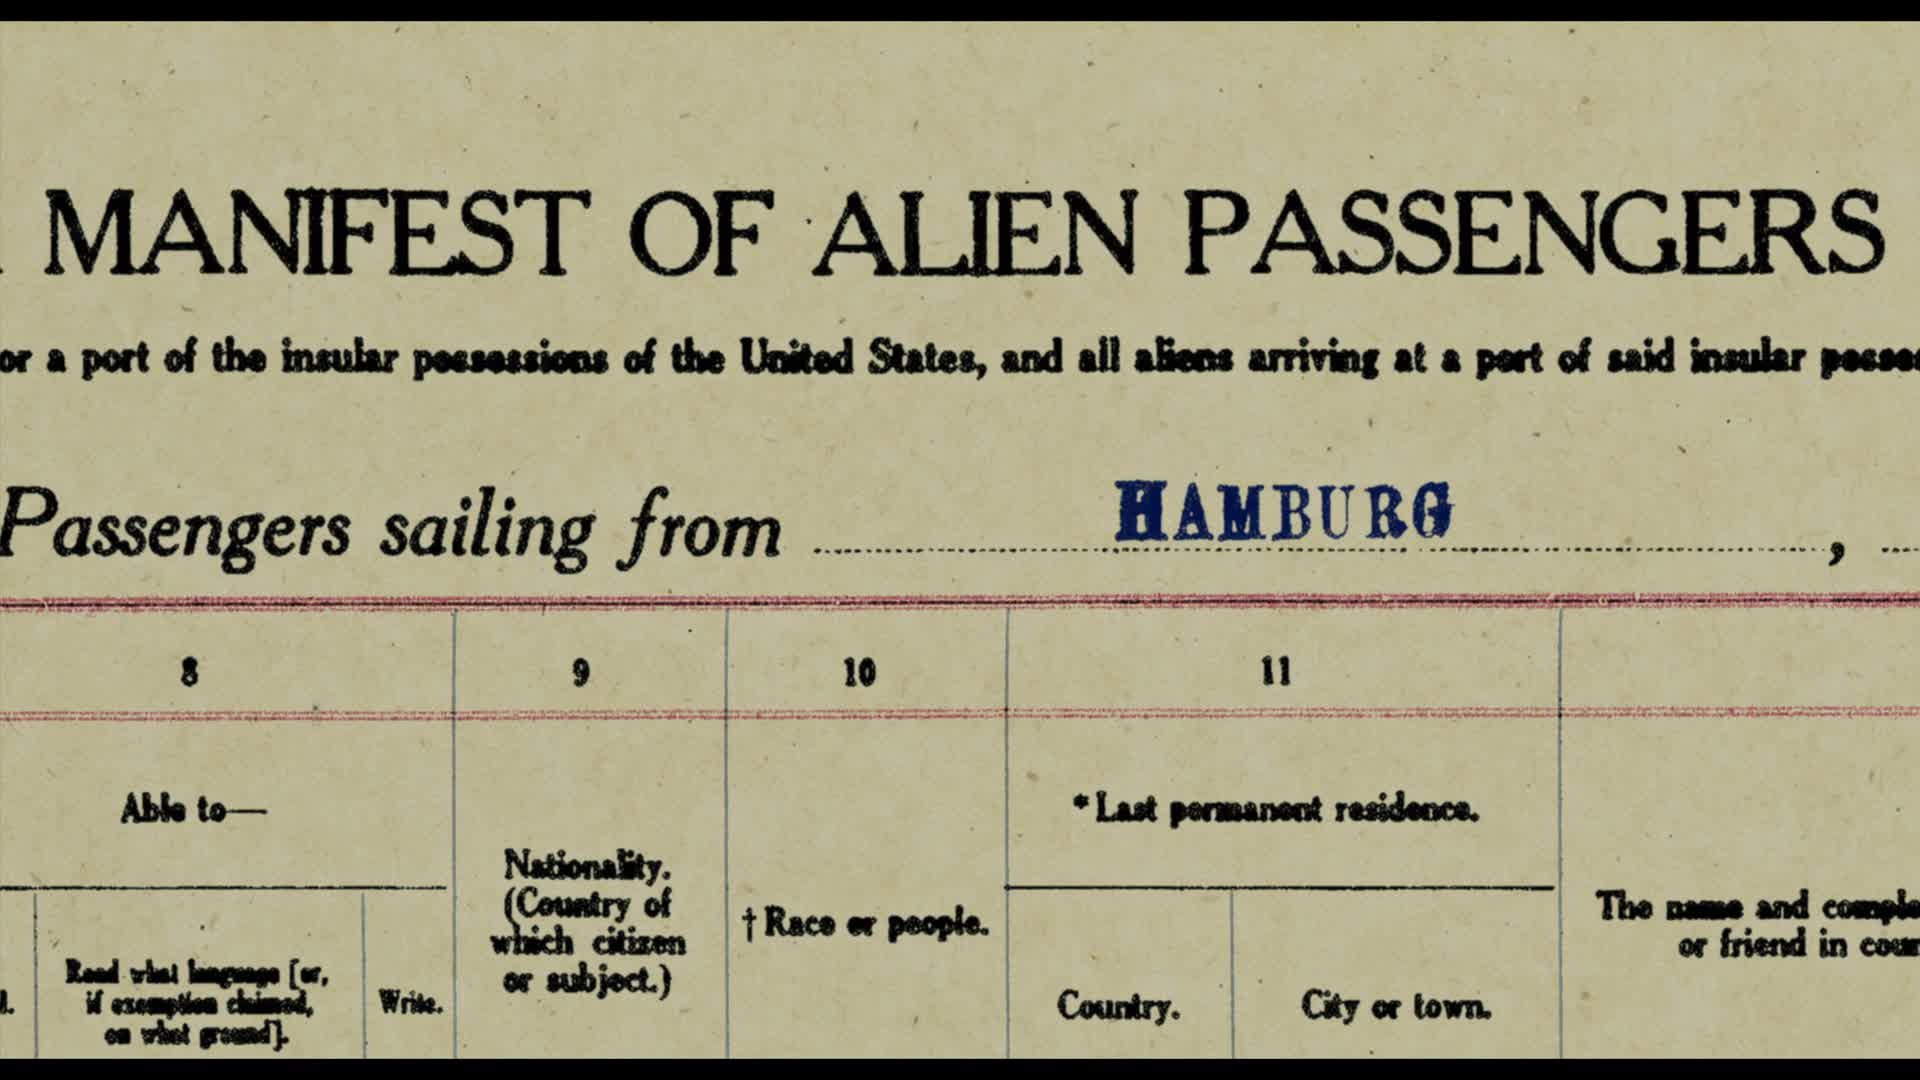 MANIFEST OF ALIEN PASSENGERS
or a port of the insular possessions of the United States, and all aliens arriving at a port of said insular
Passengers sailing from HAMBURG,
8 9 10 11
Able to—
*Last permanent residence.
Read what language [or,
if exemption claimed,
on what ground].
Write.
Nationality.
(Country of
which citizen
or subject.)
†Race or people.
Country.
City or town.
The name and
or friend in